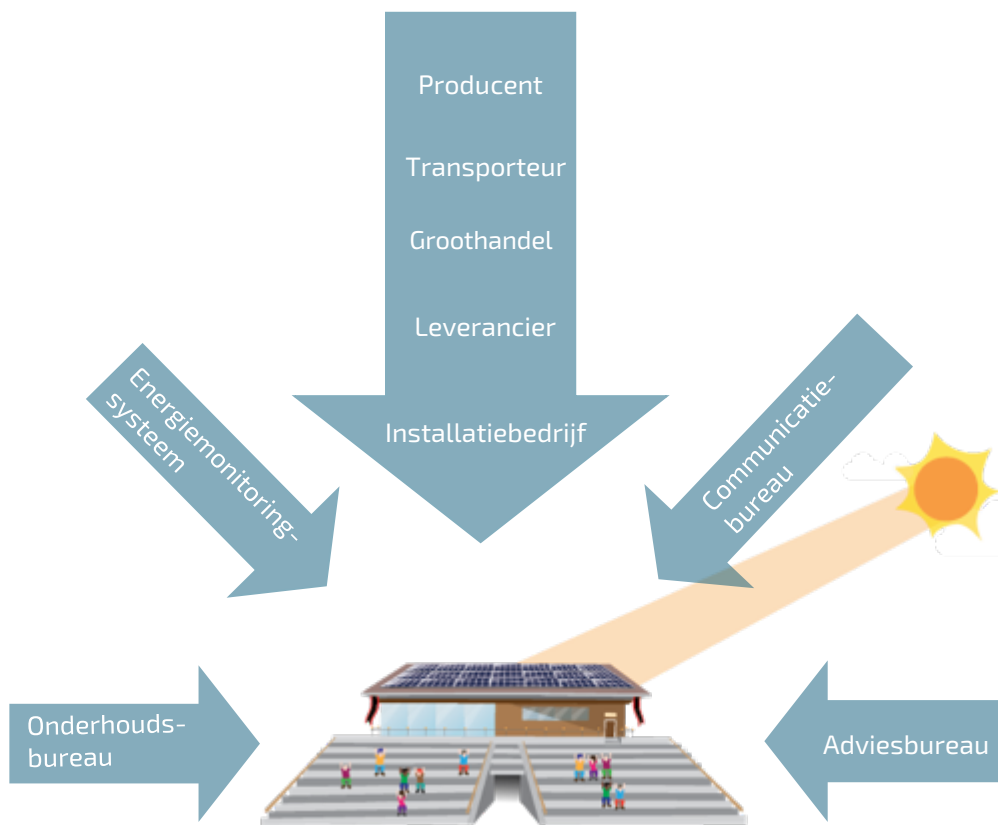 Producent
Transporteur
Groothandel
Leverancier
Installatiebedrijf
Energiemonitoring-
systeem
Communicatie-
bureau
Onderhouds-
bureau
Adviesbureau